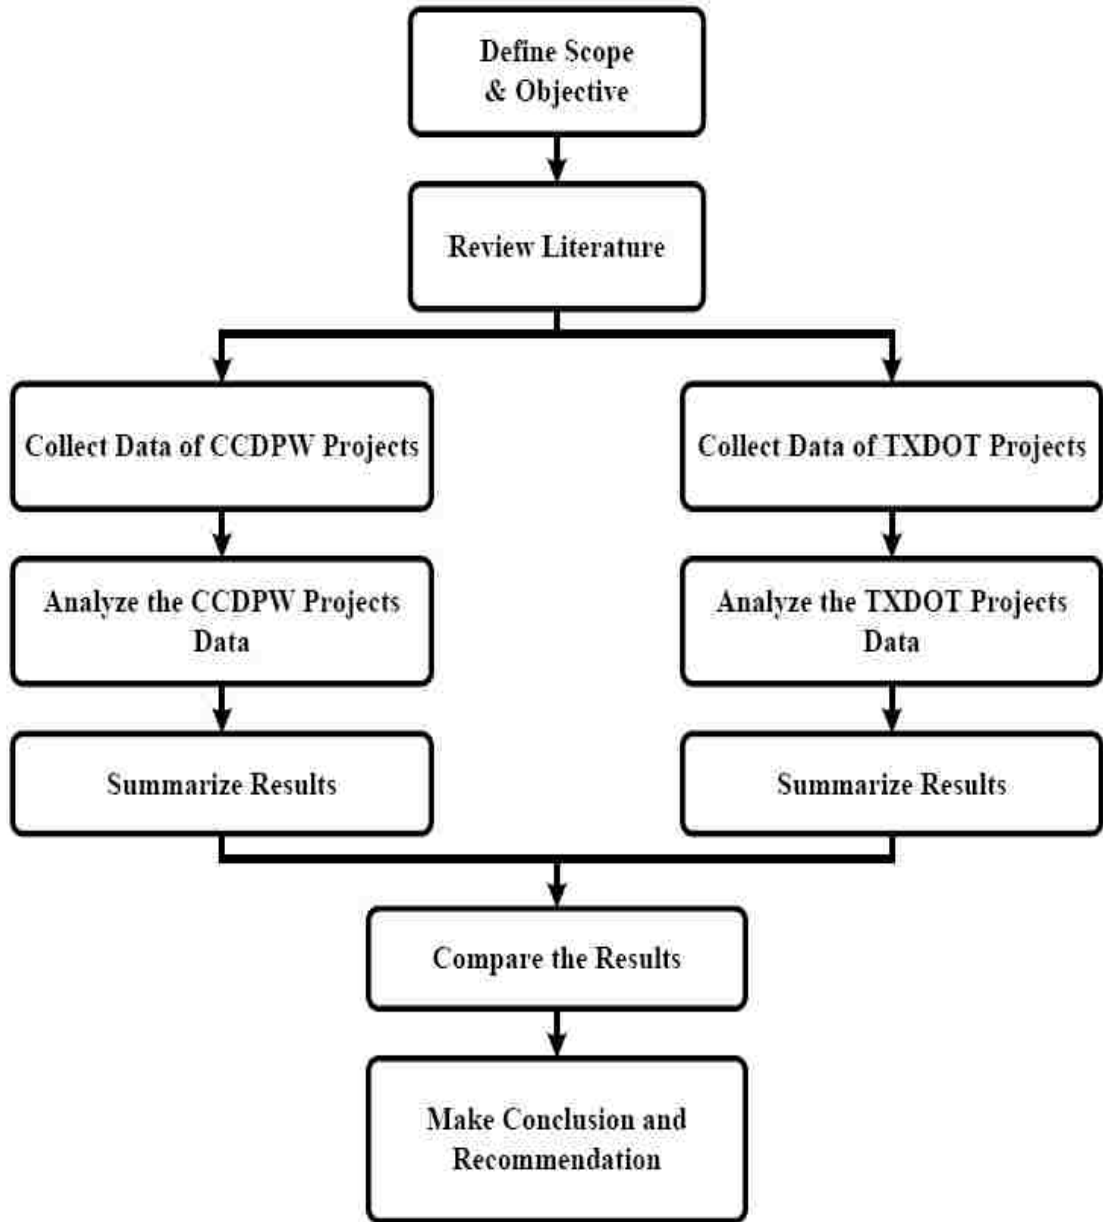 Define Scope
& Objective
Review Literature
Collect Data of CCDPW Projects
Collect Data of TXDOT Projects
Analyze the CCDPW Projects
Data
Analyze the TXDOT Projects
Data
Summarize Results
Summarize Results
Compare the Results
Make Conclusion and
Recommendation